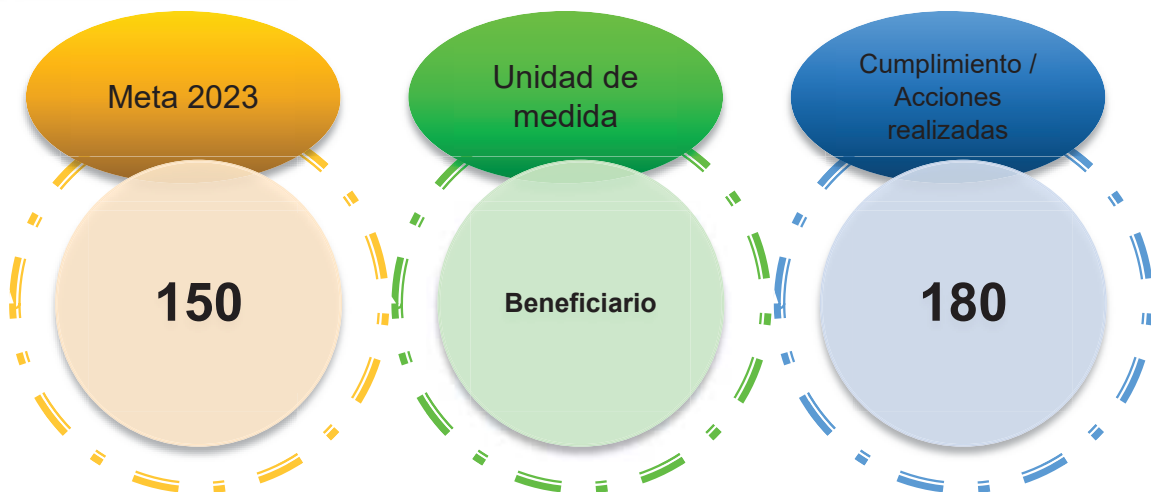 Meta 2023
Unidad de
medida
Cumplimiento /
Acciones
realizadas
150
Beneficiario
180